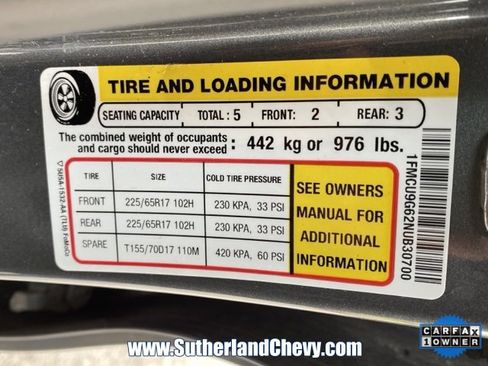 TIRE AND LOADING INFORMATION
SEATING CAPACITY TOTAL : 5 FRONT: 2 REAR: 3
The combined weight of occupants
and cargo should never exceed : 442 kg or 976 lbs.
TIRE SIZE COLD TIRE PRESSURE
FRONT 225/65R17 102H 230 KPA, 33 PSI
REAR 225/65R17 102H 230 KPA, 33 PSI
SPARE T155/70D17 110M 420 KPA, 60 PSI
SEE OWNERS
MANUAL FOR
ADDITIONAL
INFORMATION
1FMCU9G62NUB30700
www.SutherlandChevy.com
CARFAX
1 OWNER